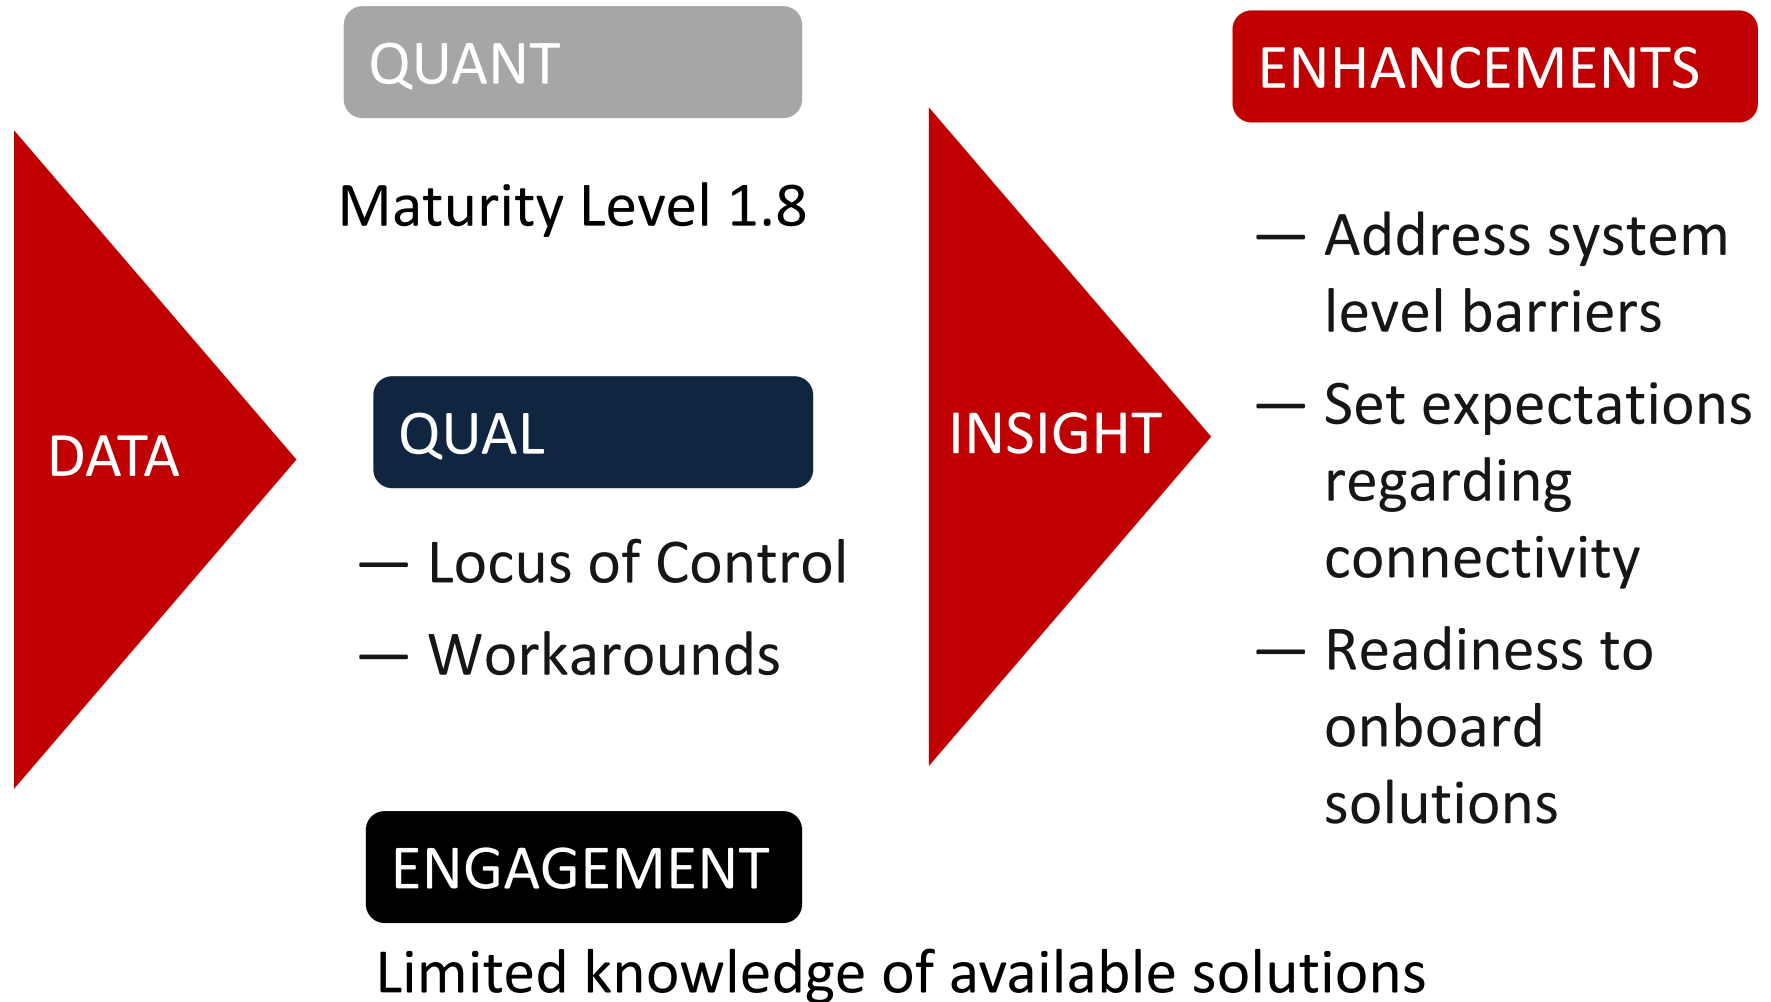 DATA
QUANT
Maturity Level 1.8
QUAL
— Locus of Control
— Workarounds
ENGAGEMENT
Limited knowledge of available solutions
INSIGHT
ENHANCEMENTS
— Address system
level barriers
— Set expectations
regarding
connectivity
— Readiness to
onboard
solutions